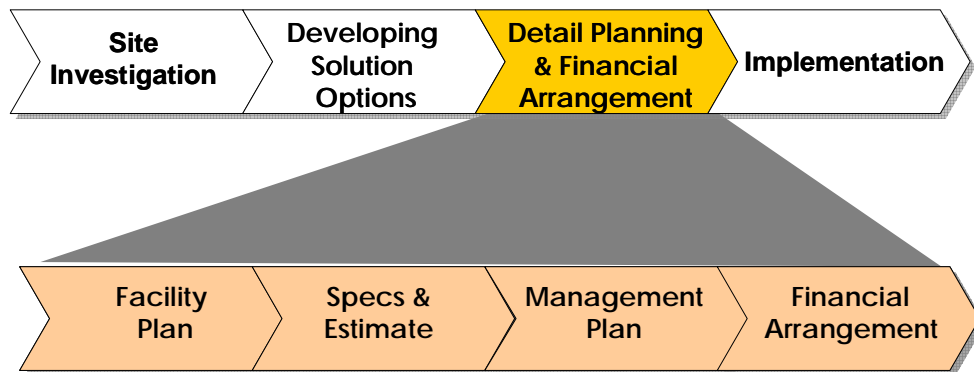 Site
Investigation
Developing
Solution
Options
Detail Planning
& Financial
Arrangement
Implementation
Facility
Plan
Specs &
Estimate
Management
Plan
Financial
Arrangement